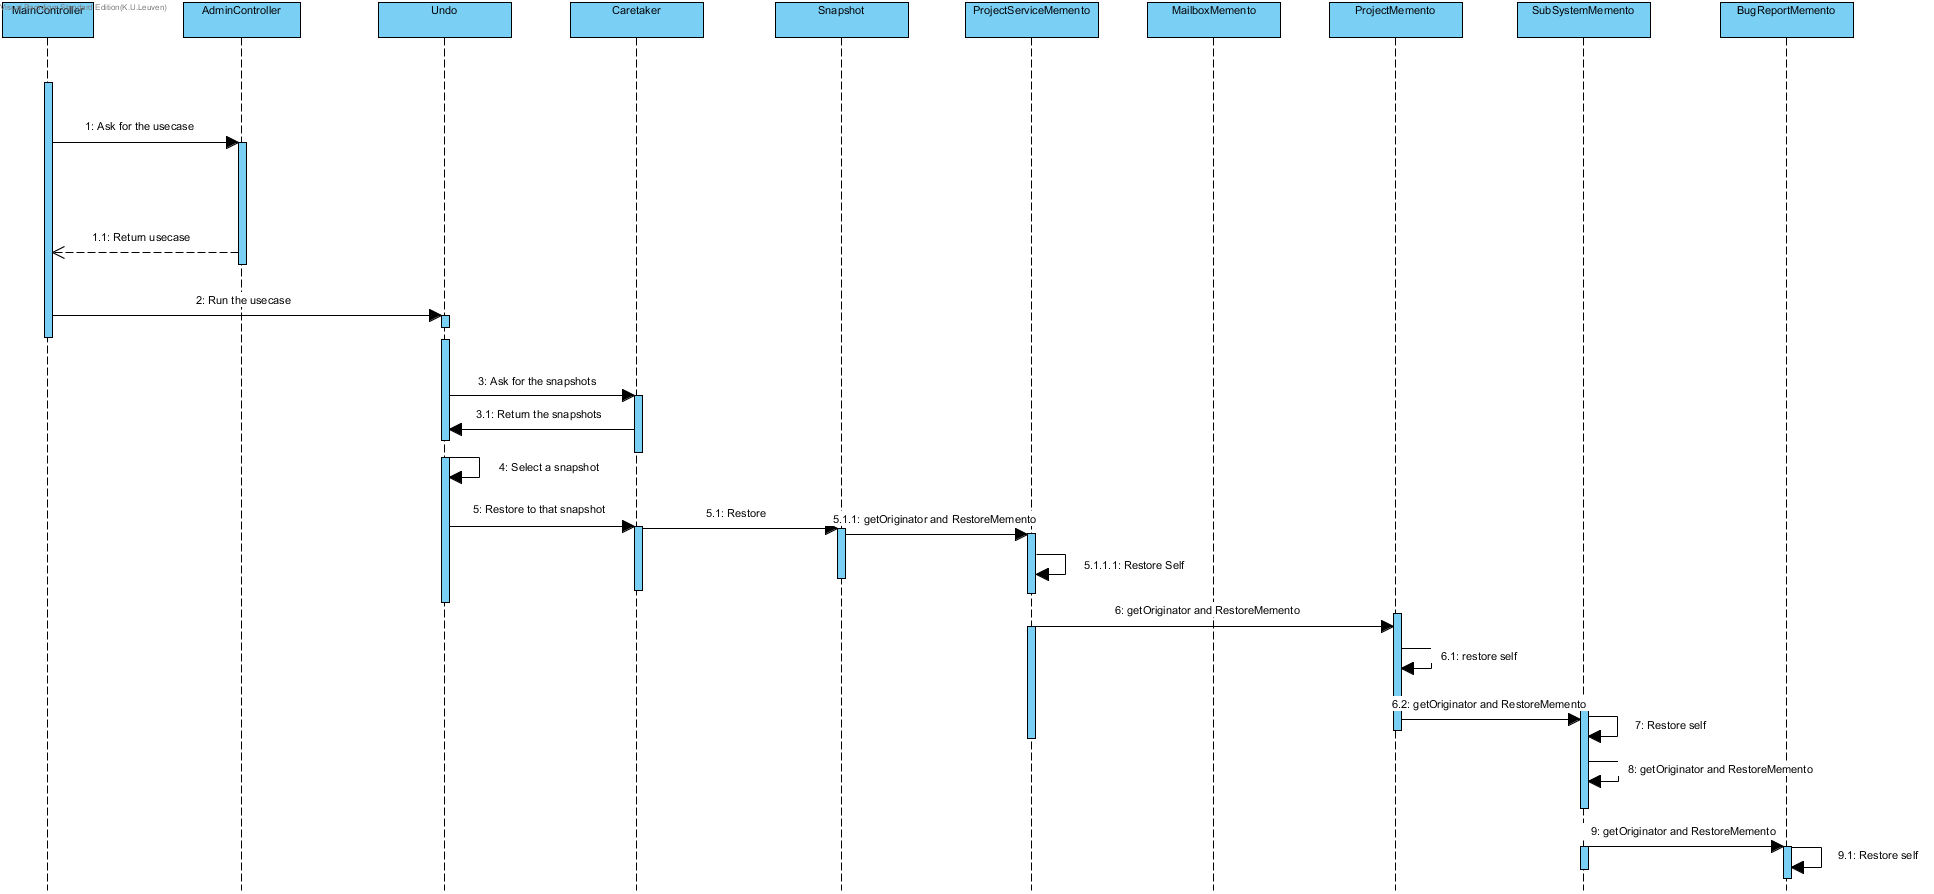 MainController
AdminController
Undo
Caretaker
Snapshot
ProjectServiceMemento
MailboxMemento
ProjectMemento
SubSystemMemento
BugReportMemento
Edition(K.U.Leuven)
1: Ask for the usecase
1.1: Return usecase
2: Run the usecase
3: Ask for the snapshots
3.1: Return the snapshots
4: Select a snapshot
5: Restore to that snapshot
5.1: Restore
5.1.1: getOriginator and RestoreMemento
5.1.1.1: Restore Self
6: getOriginator and RestoreMemento
6.1: restore self
6.2: getOriginator and RestoreMemento
7: Restore self
8: getOriginator and RestoreMemento
9: getOriginator and RestoreMemento
9.1: Restore self